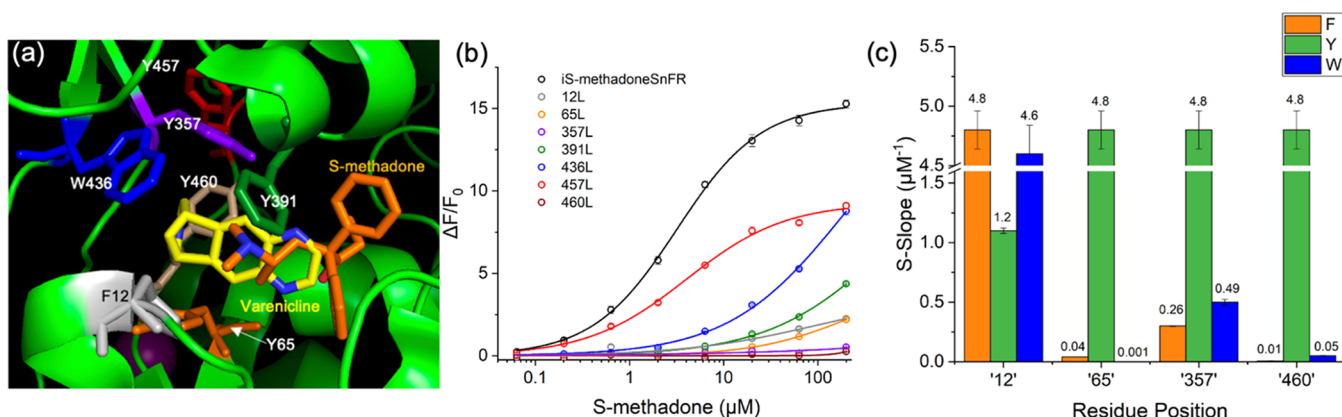 (a)
Y457
Y357
S-methadone
W436
Y460
Y391
F12
Varenicline
Y65
(b)
ΔF/F0
15
10
5
0
iS-methadoneSnFR
12L
65L
357L
391L
436L
457L
460L
0.1
1
10
100
S-methadone (μM)
(c)
F
Y
W
S-Slope (μM⁻¹)
5.5
5.0
4.5
1.5
1.0
0.5
0.0
4.8
1.2
4.6
0.04
4.8
0.001
0.26
4.8
0.49
0.01
4.8
0.05
'12'
'65'
'357'
'460'
Residue Position